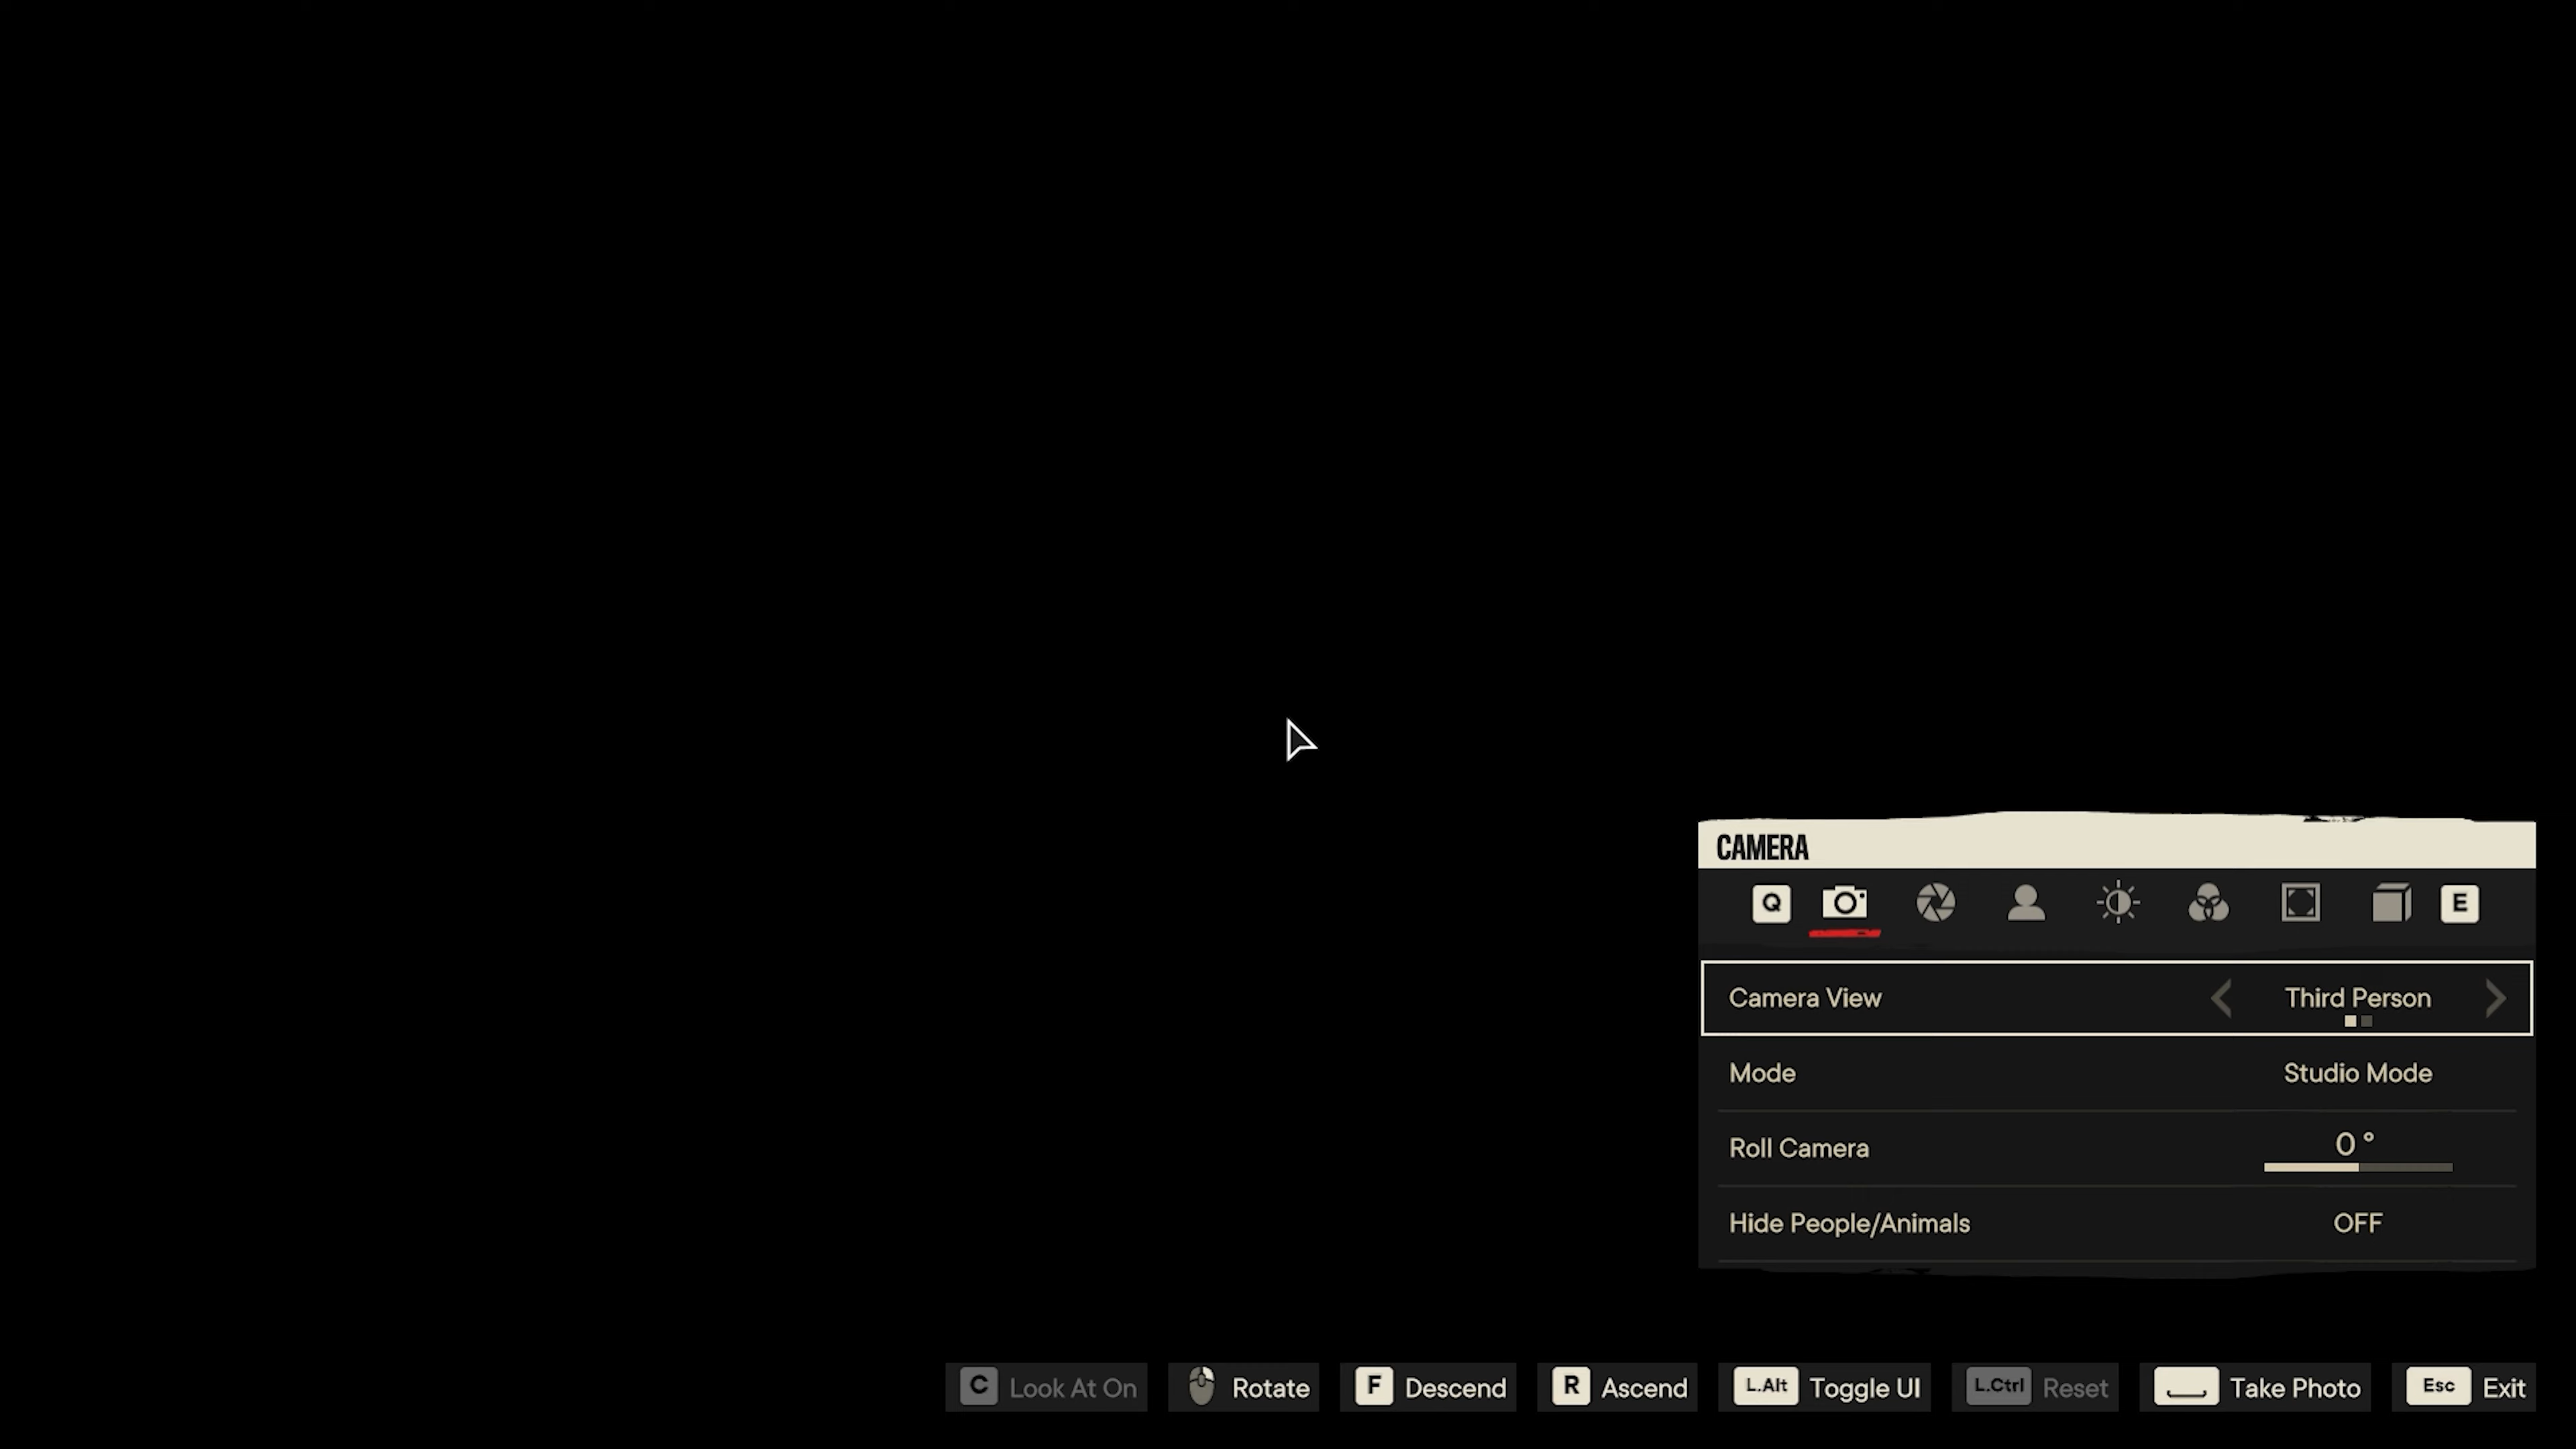 CAMERA
Q E
Camera View Third Person
Mode Studio Mode
Roll Camera 0 °
Hide People/Animals OFF
C Look At On Rotate F Descend R Ascend L.Alt Toggle UI L.Ctrl Reset Take Photo Esc Exit